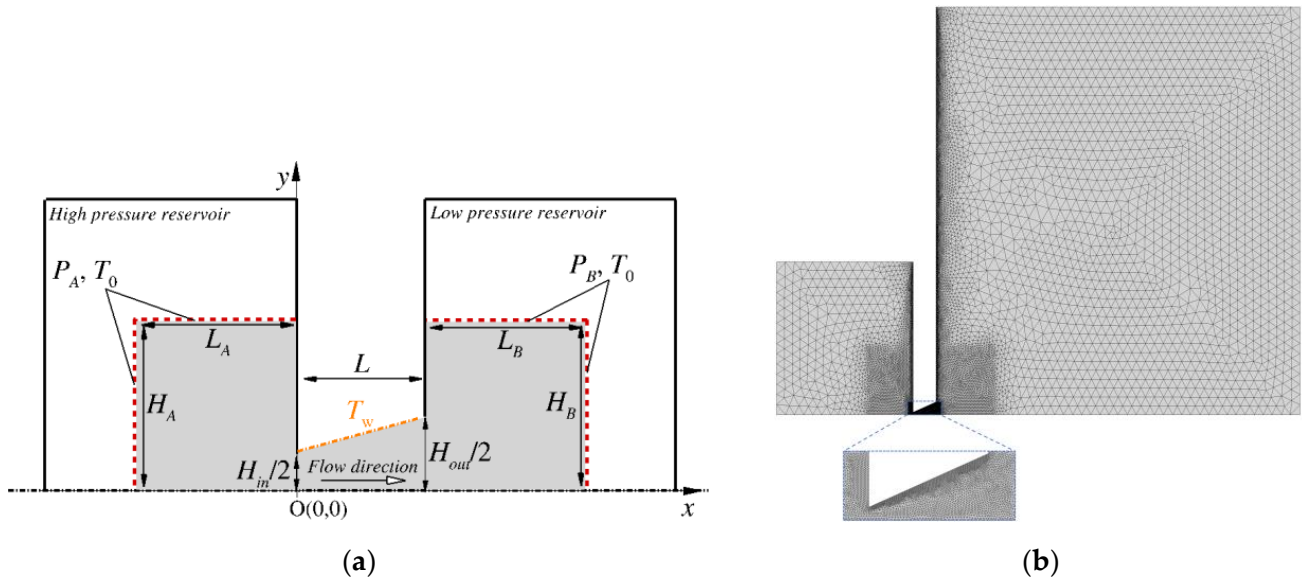 y
High pressure reservoir
Low pressure reservoir
P_A, T_0
P_B, T_0
L_A
L_B
L
H_A
T_w
H_B
H_in/2
Flow direction
H_out/2
O(0,0)
x
(a)
(b)